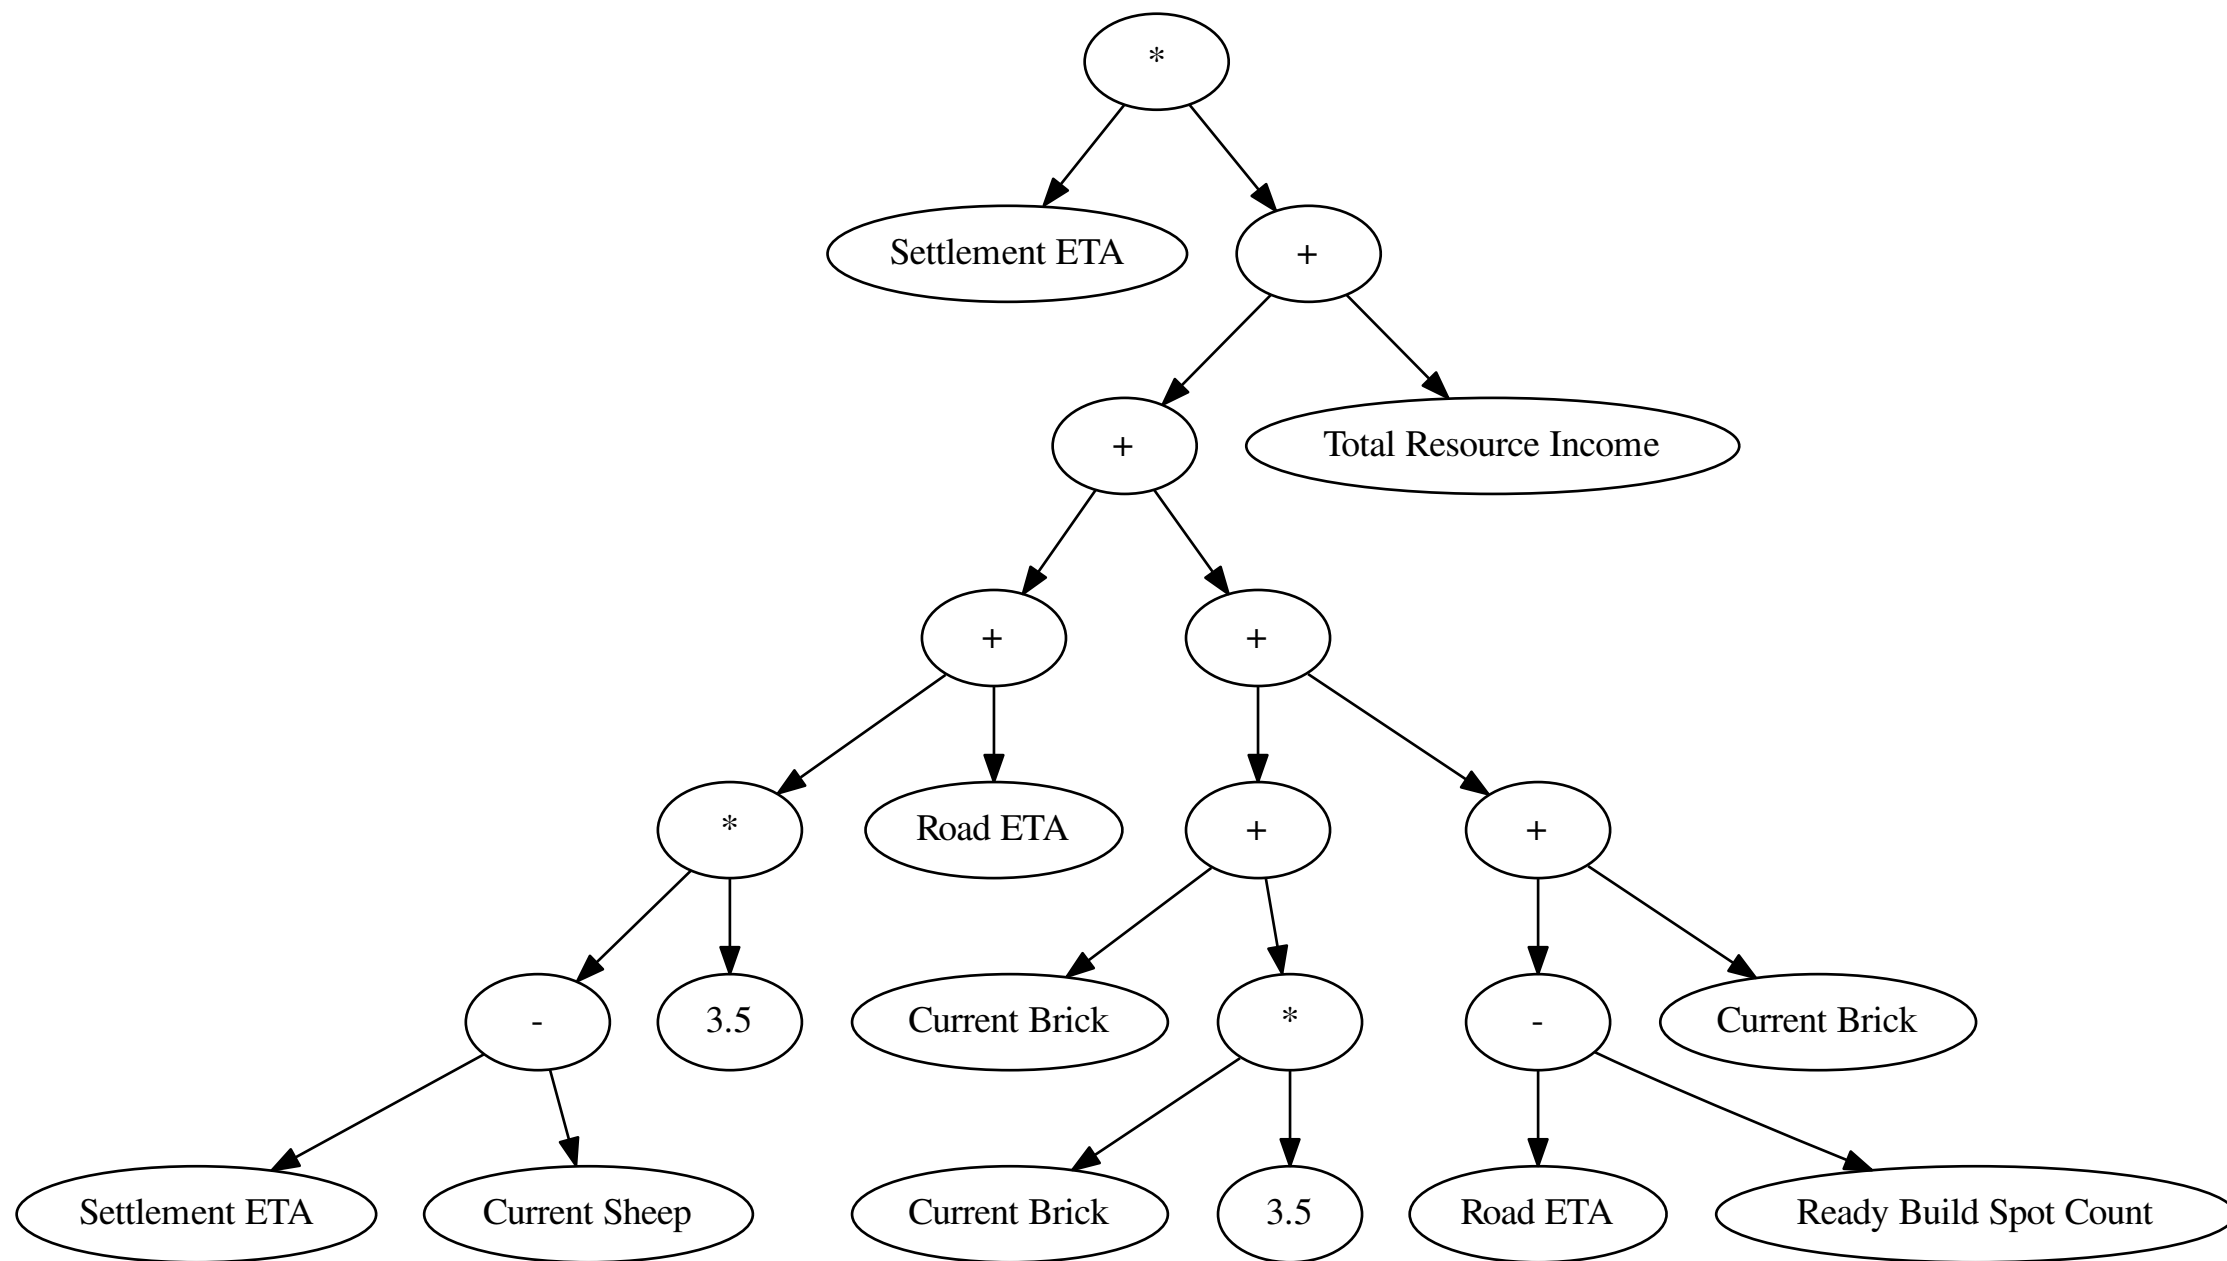 *
Settlement ETA
+
+
Total Resource Income
+
+
*
Road ETA
+
+
-
3.5
Current Brick
*
-
Current Brick
Settlement ETA
Current Sheep
Current Brick
3.5
Road ETA
Ready Build Spot Count